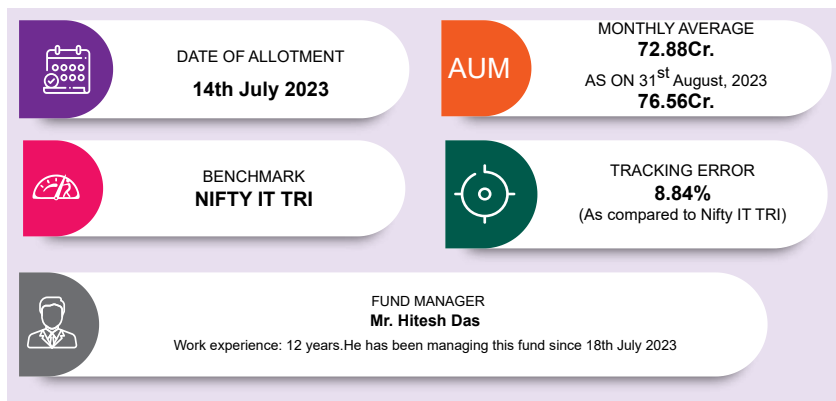 DATE OF ALLOTMENT
14th July 2023
AUM
MONTHLY AVERAGE
72.88Cr.
AS ON 31st August, 2023
76.56Cr.
BENCHMARK
NIFTY IT TRI
TRACKING ERROR
8.84%
(As compared to Nifty IT TRI)
FUND MANAGER
Mr. Hitesh Das
Work experience: 12 years.He has been managing this fund since 18th July 2023